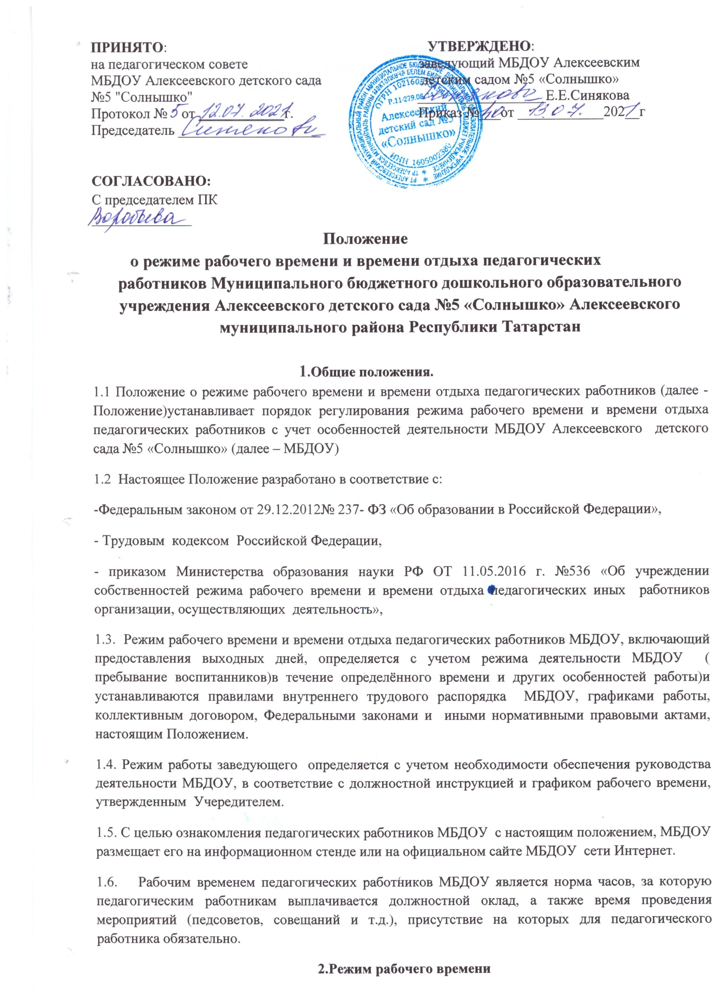 ПРИНЯТО:
на педагогическом совете
МБДОУ Алексеевского детского сада
№5 "Солнышко"
Протокол № 5 от 12.07.2021 г.
Председатель
УТВЕРЖДЕНО:
заведующий МБДОУ Алексеевским
детским садом №5 «Солнышко»
Е.Е.Синякова
Приказ № 40 от 13.07. 2021 г
Алексеевский
детский сад №5
«Солнышко»
ИНН 1605002380
СОГЛАСОВАНО:
С председателем ПК
Воробьева
Положение
о режиме рабочего времени и времени отдыха педагогических
работников Муниципального бюджетного дошкольного образовательного
учреждения Алексеевского детского сада №5 «Солнышко» Алексеевского
муниципального района Республики Татарстан
1.Общие положения.
1.1 Положение о режиме рабочего времени и времени отдыха педагогических работников (далее -
Положение)устанавливает порядок регулирования режима рабочего времени и времени отдыха
педагогических работников с учет особенностей деятельности МБДОУ Алексеевского детского
сада №5 «Солнышко» (далее – МБДОУ)
1.2 Настоящее Положение разработано в соответствие с:
-Федеральным законом от 29.12.2012№ 237- ФЗ «Об образовании в Российской Федерации»,
- Трудовым кодексом Российской Федерации,
- приказом Министерства образования науки РФ ОТ 11.05.2016 г. №536 «Об учреждении
собственностей режима рабочего времени и времени отдыха педагогических иных работников
организации, осуществляющих деятельность»,
1.3. Режим рабочего времени и времени отдыха педагогических работников МБДОУ, включающий
предоставления выходных дней, определяется с учетом режима деятельности МБДОУ (
пребывание воспитанников)в течение определённого времени и других особенностей работы)и
устанавливаются правилами внутреннего трудового распорядка МБДОУ, графиками работы,
коллективным договором, Федеральными законами и иными нормативными правовыми актами,
настоящим Положением.
1.4. Режим работы заведующего определяется с учетом необходимости обеспечения руководства
деятельности МБДОУ, в соответствие с должностной инструкцией и графиком рабочего времени,
утвержденным Учередителем.
1.5. С целью ознакомления педагогических работников МБДОУ с настоящим положением, МБДОУ
размещает его на информационном стенде или на официальном сайте МБДОУ сети Интернет.
1.6. Рабочим временем педагогических работников МБДОУ является норма часов, за которую
педагогическим работникам выплачивается должностной оклад, а также время проведения
мероприятий (педсоветов, совещаний и т.д.), присутствие на которых для педагогического
работника обязательно.
2.Режим рабочего времени